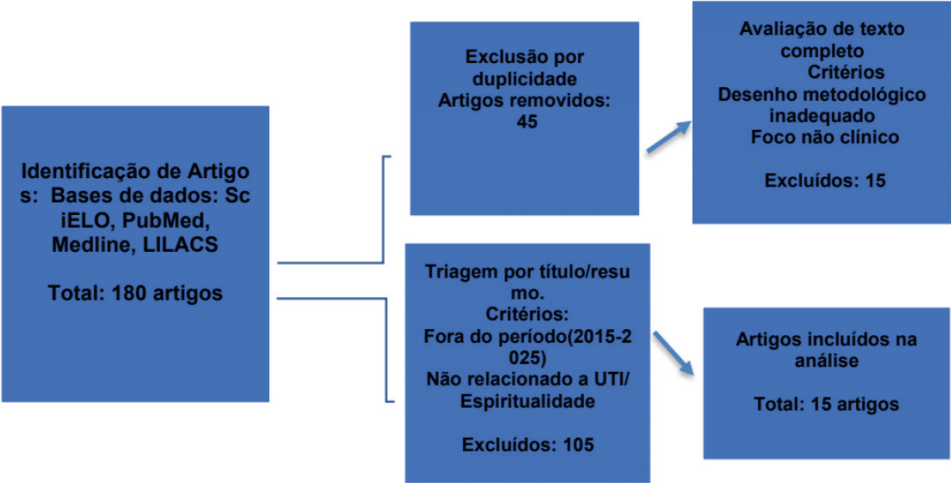 Identificação de Artigo
s:  Bases de dados: Sc
iELO, PubMed,
Medline, LILACS
Total: 180 artigos
Exclusão por
duplicidade
Artigos removidos:
45
Avaliação de texto
completo
Critérios
Desenho metodológico
inadequado
Foco não clínico
Excluídos: 15
Triagem por título/resu
mo.
Critérios:
Fora do período(2015-2
025)
Não relacionado a UTI/
Espiritualidade
Excluídos: 105
Artigos incluídos na
análise
Total: 15 artigos